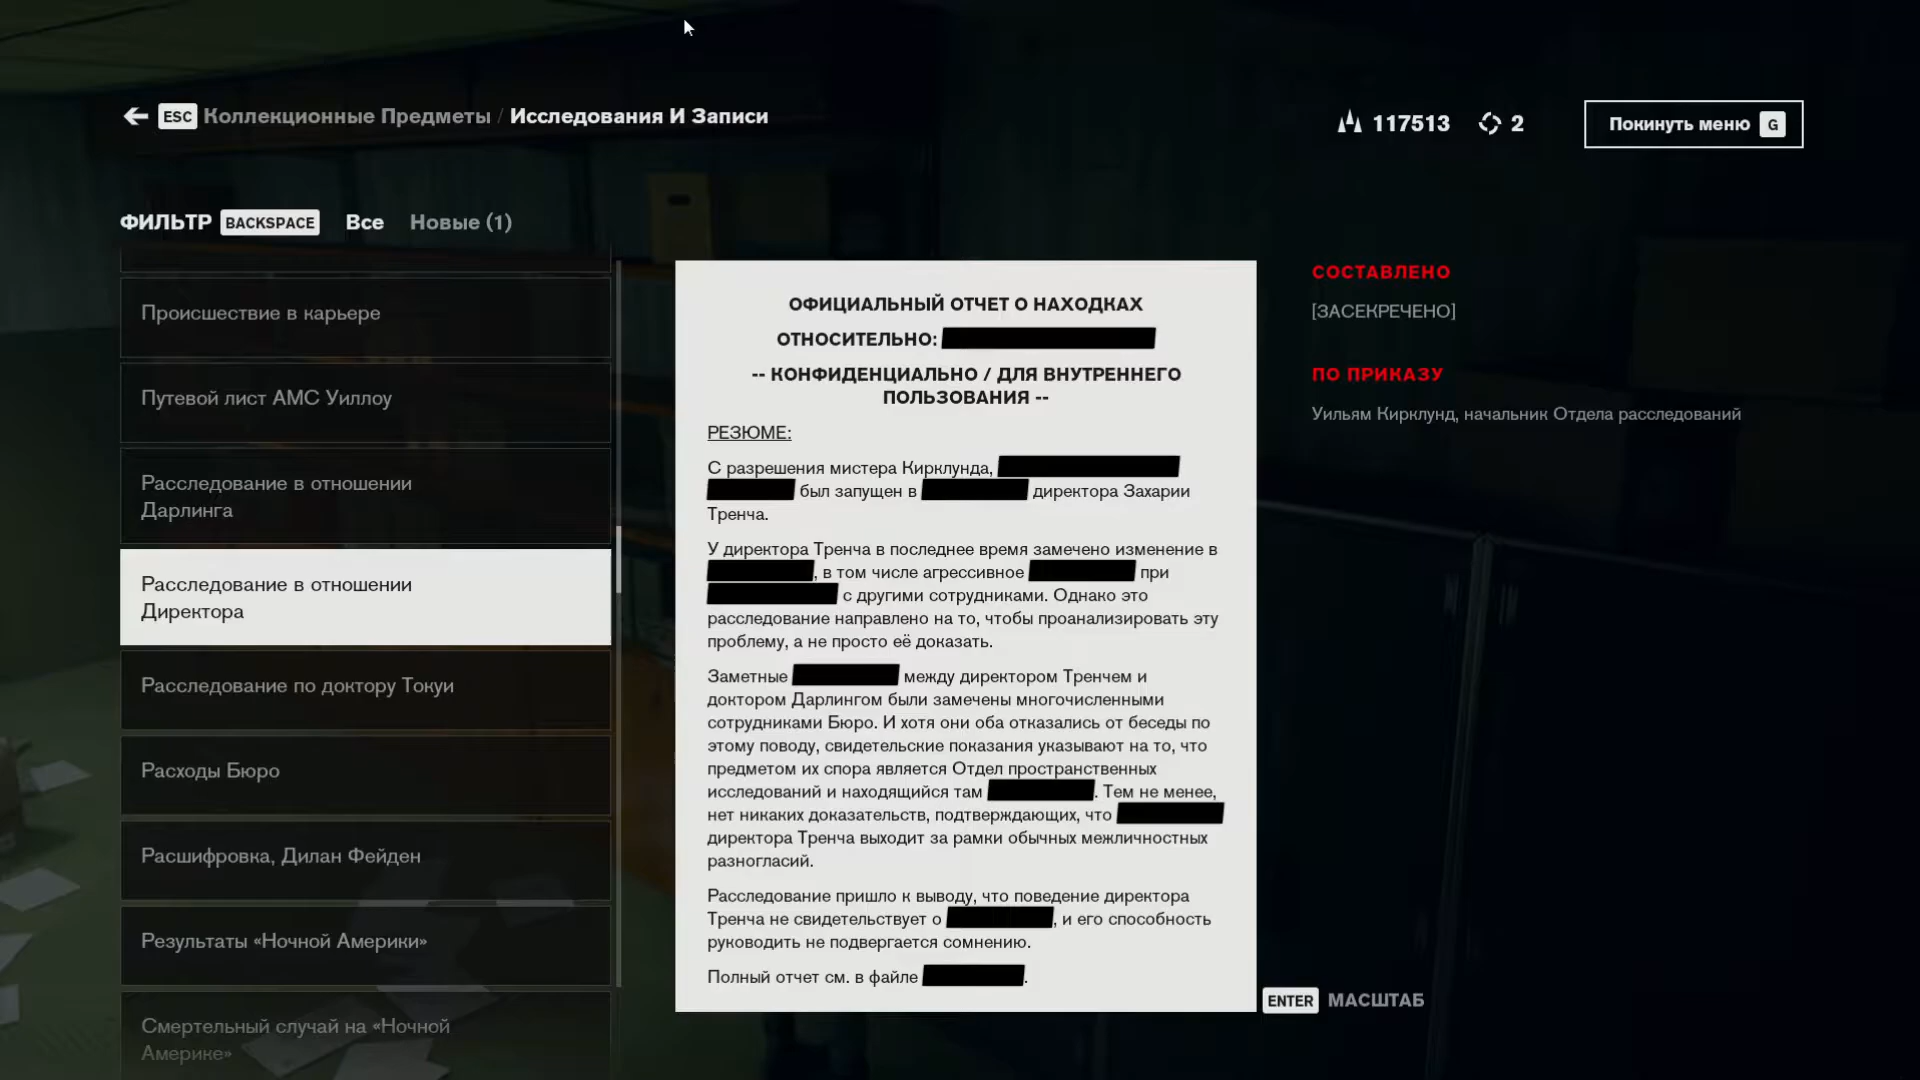 ESC Коллекционные Предметы / Исследования И Записи
117513 2
Покинуть меню G
ФИЛЬТР BACKSPACE Все Новые (1)
Происшествие в карьере
Путевой лист АМС Уиллоу
Расследование в отношении
Дарлинга
Расследование в отношении
Директора
Расследование по доктору Токуи
Расходы Бюро
Расшифровка, Дилан Фейден
Результаты «Ночной Америки»
Смертельный случай на «Ночной
Америке»
ОФИЦИАЛЬНЫЙ ОТЧЕТ О НАХОДКАХ
ОТНОСИТЕЛЬНО:
-- КОНФИДЕНЦИАЛЬНО / ДЛЯ ВНУТРЕННЕГО
ПОЛЬЗОВАНИЯ --
РЕЗЮМЕ:
С разрешения мистера Кирклунда,
был запущен в директора Захарии
Тренча.
У директора Тренча в последнее время замечено изменение в
, в том числе агрессивное при
с другими сотрудниками. Однако это
расследование направлено на то, чтобы проанализировать эту
проблему, а не просто её доказать.
Заметные между директором Тренчем и
доктором Дарлингом были замечены многочисленными
сотрудниками Бюро. И хотя они оба отказались от беседы по
этому поводу, свидетельские показания указывают на то, что
предметом их спора является Отдел пространственных
исследований и находящийся там . Тем не менее,
нет никаких доказательств, подтверждающих, что
директора Тренча выходит за рамки обычных межличностных
разногласий.
Расследование пришло к выводу, что поведение директора
Тренча не свидетельствует о , и его способность
руководить не подвергается сомнению.
Полный отчет см. в файле .
СОСТАВЛЕНО
[ЗАСЕКРЕЧЕНО]
ПО ПРИКАЗУ
Уильям Кирклунд, начальник Отдела расследований
ENTER МАСШТАБ